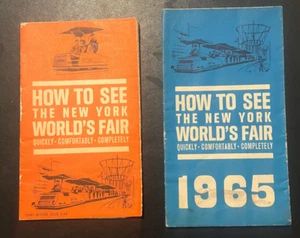 HOW TO SEE
THE NEW YORK
WORLD'S FAIR
QUICKLY · COMFORTABLY · COMPLETELY
HOW TO SEE
THE NEW YORK
WORLD'S FAIR
QUICKLY · COMFORTABLY · COMPLETELY
1965